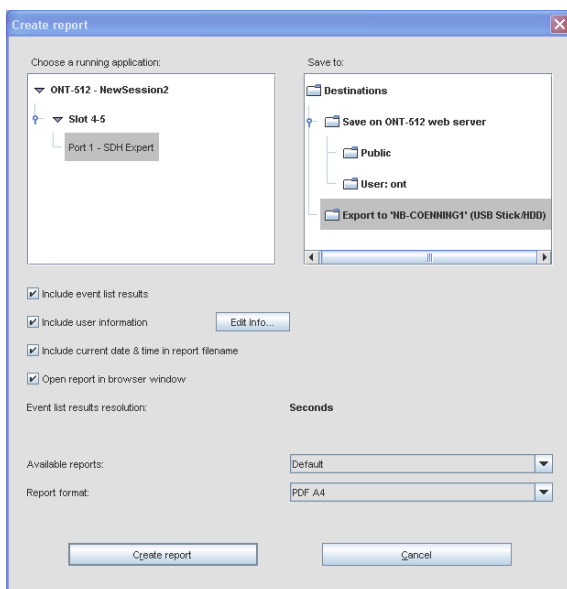 Create report
Choose a running application:
Save to:
ONT-512 - NewSession2
Slot 4-5
Port 1 - SDH Expert
Destinations
Save on ONT-512 web server
Public
User: ont
Export to 'NB-COENNING1' (USB Stick/HDD)
Include event list results
Include user information
Edit Info...
Include current date & time in report filename
Open report in browser window
Event list results resolution:
Seconds
Available reports:
Default
Report format:
PDF A4
Create report
Cancel